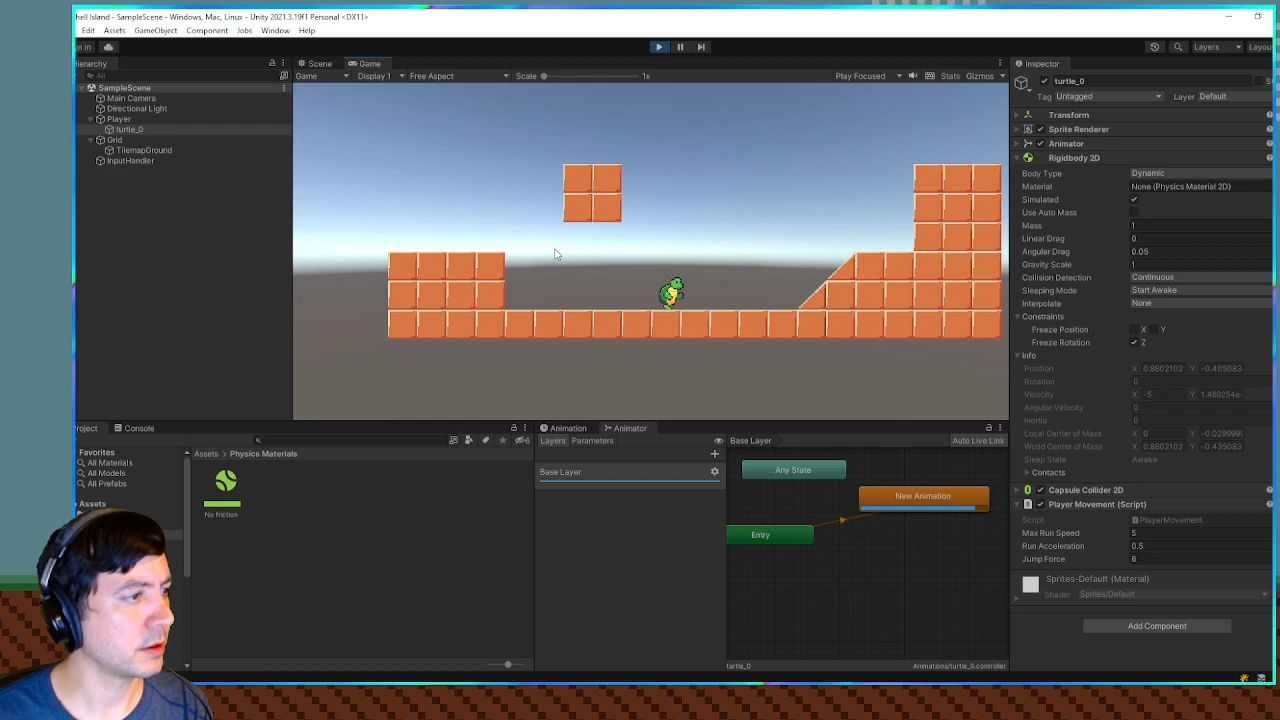 hell Island - SampleScene - Windows, Mac, Linux - Unity 2021.3.19f1 Personal <DX11>
Edit Assets GameObject Component Jobs Window Help
gn in
Layers
Layou
Hierarchy
All
SampleScene
Main Camera
Directional Light
Player
turtle_0
Grid
TilemapGround
InputHandler
Scene
Game
Game Display 1 Free Aspect Scale 1x Play Focused Stats Gizmos
Inspector
turtle_0
Tag Untagged Layer Default
Transform
Sprite Renderer
Animator
Rigidbody 2D
Body Type Dynamic
Material None (Physics Material 2D)
Simulated
Use Auto Mass
Mass 1
Linear Drag 0
Angular Drag 0.05
Gravity Scale 1
Collision Detection Continuous
Sleeping Mode Start Awake
Interpolate None
Constraints
Freeze Position X Y
Freeze Rotation Z
Info
Position X 0.8802102 Y -0.405083
Rotation 0
Velocity X -5 Y 1.469254e-
Angular Velocity 0
Inertia 0
Local Center of Mass X 0 Y -0.029999
World Center of Mass X 0.8802102 Y -0.435083
Sleep State Awake
Contacts
Capsule Collider 2D
Player Movement (Script)
Script PlayerMovement
Max Run Speed 5
Run Acceleration 0.5
Jump Force 6
Sprites-Default (Material)
Shader Sprites/Default
Add Component
Project
Console
6
Favorites
All Materials
All Models
All Prefabs
Assets
Assets > Physics Materials
No friction
Animation
Animator
Layers Parameters
Base Layer
Auto Live Link
Base Layer
Any State
New Animation
Entry
turtle_0
Animations/turtle_0.controller